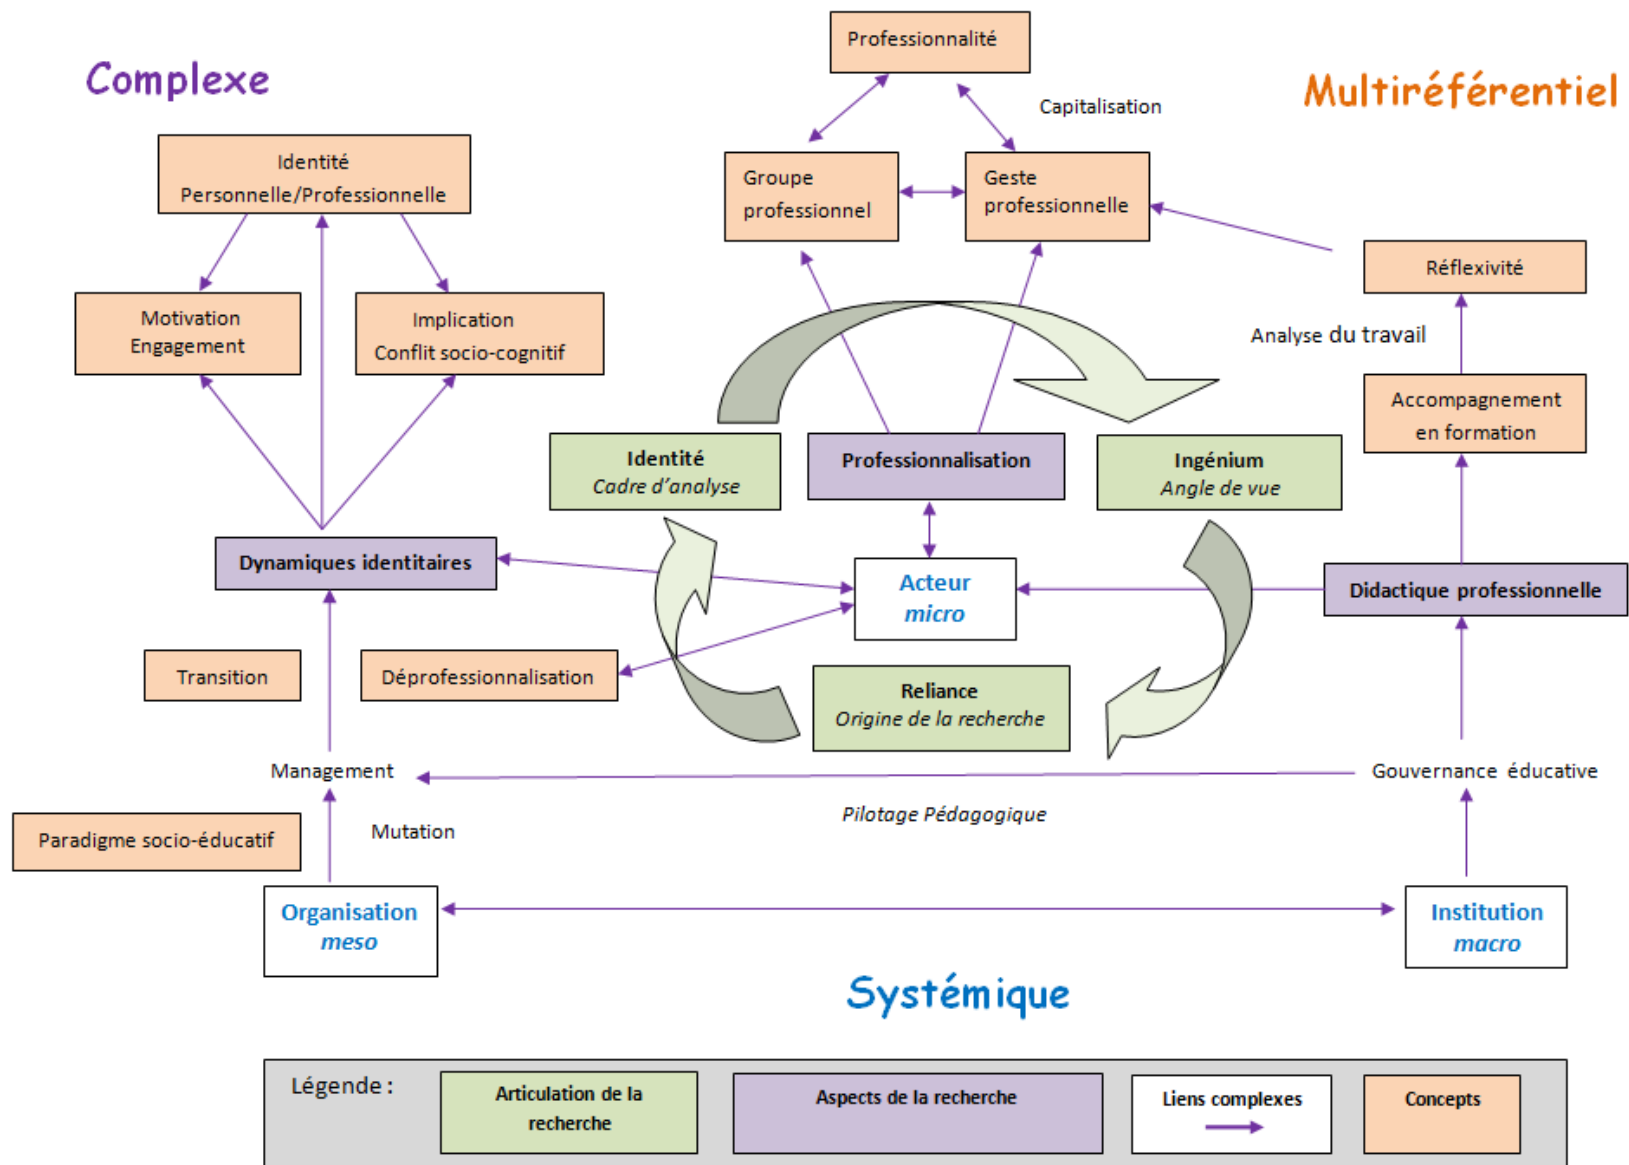 Professionnalité
Complexe
Multiréférentiel
Capitalisation
Identité
Personnelle/Professionnelle
Groupe
professionnel
Geste
professionnelle
Réflexivité
Motivation
Engagement
Implication
Conflit socio-cognitif
Analyse du travail
Accompagnement
en formation
Identité
Cadre d'analyse
Professionnalisation
Ingénium
Angle de vue
Dynamiques identitaires
Acteur
micro
Didactique professionnelle
Transition
Déprofessionnalisation
Reliance
Origine de la recherche
Management
Gouvernance éducative
Pilotage Pédagogique
Paradigme socio-éducatif
Mutation
Organisation
meso
Institution
macro
Systémique
Légende :
Articulation de la
recherche
Aspects de la recherche
Liens complexes
Concepts